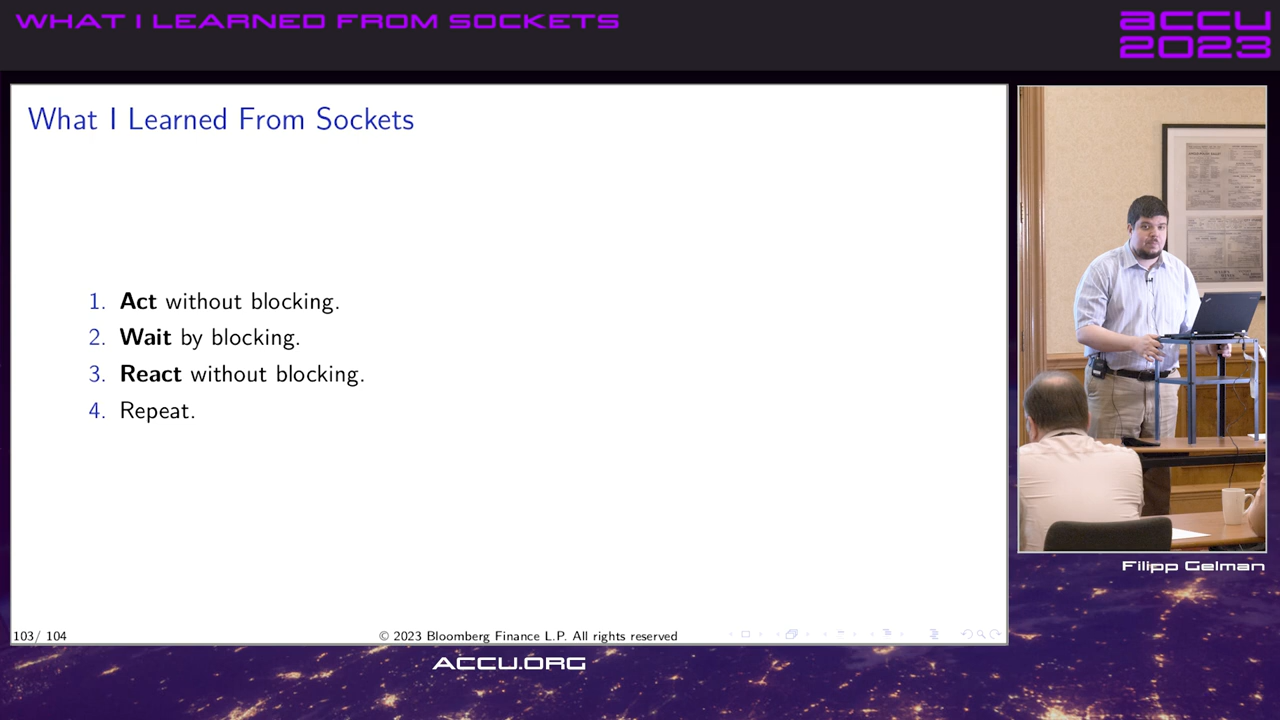 WHAT I LEARNED FROM SOCKETS
accu
2023
What I Learned From Sockets
1. Act without blocking.
2. Wait by blocking.
3. React without blocking.
4. Repeat.
Filipp Gelman
103/ 104
© 2023 Bloomberg Finance L.P. All rights reserved
ACCU.ORG